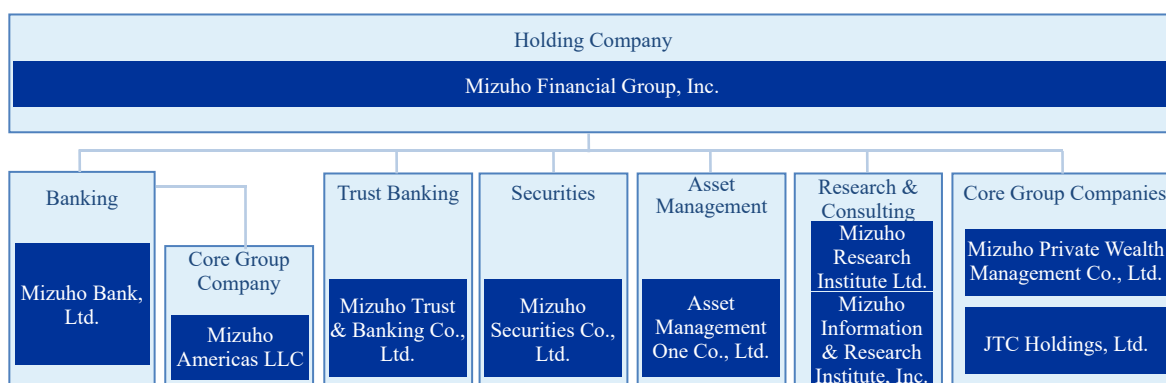 Holding Company
Mizuho Financial Group, Inc.
Banking
Mizuho Bank,
Ltd.
Core Group
Company
Mizuho
Americas LLC
Trust Banking
Mizuho Trust
& Banking Co.,
Ltd.
Securities
Mizuho
Securities Co.,
Ltd.
Asset
Management
Asset
Management
One Co., Ltd.
Research &
Consulting
Mizuho
Research
Institute Ltd.
Mizuho
Information
& Research
Institute, Inc.
Core Group Companies
Mizuho Private Wealth
Management Co., Ltd.
JTC Holdings, Ltd.